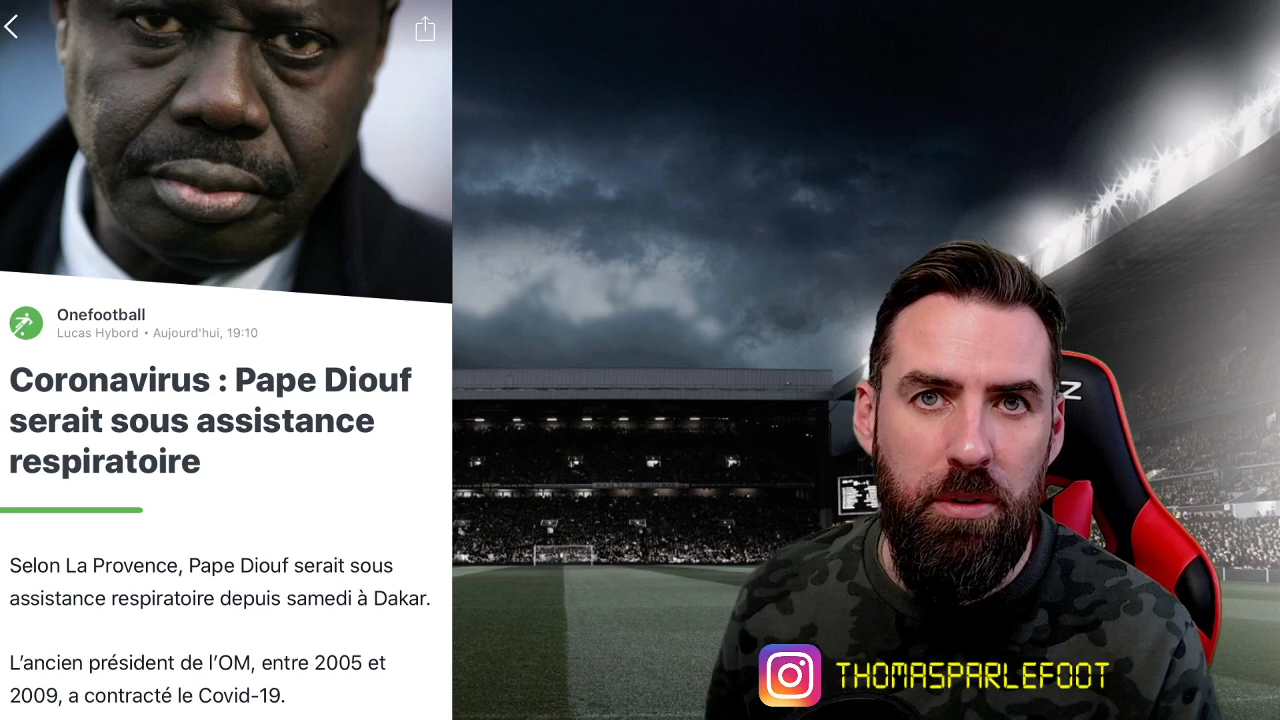 Onefootball
Lucas Hybord • Aujourd'hui, 19:10
Coronavirus : Pape Diouf
serait sous assistance
respiratoire
Selon La Provence, Pape Diouf serait sous
assistance respiratoire depuis samedi à Dakar.
L'ancien président de l'OM, entre 2005 et
2009, a contracté le Covid-19.
THOMASPARLEFOOT